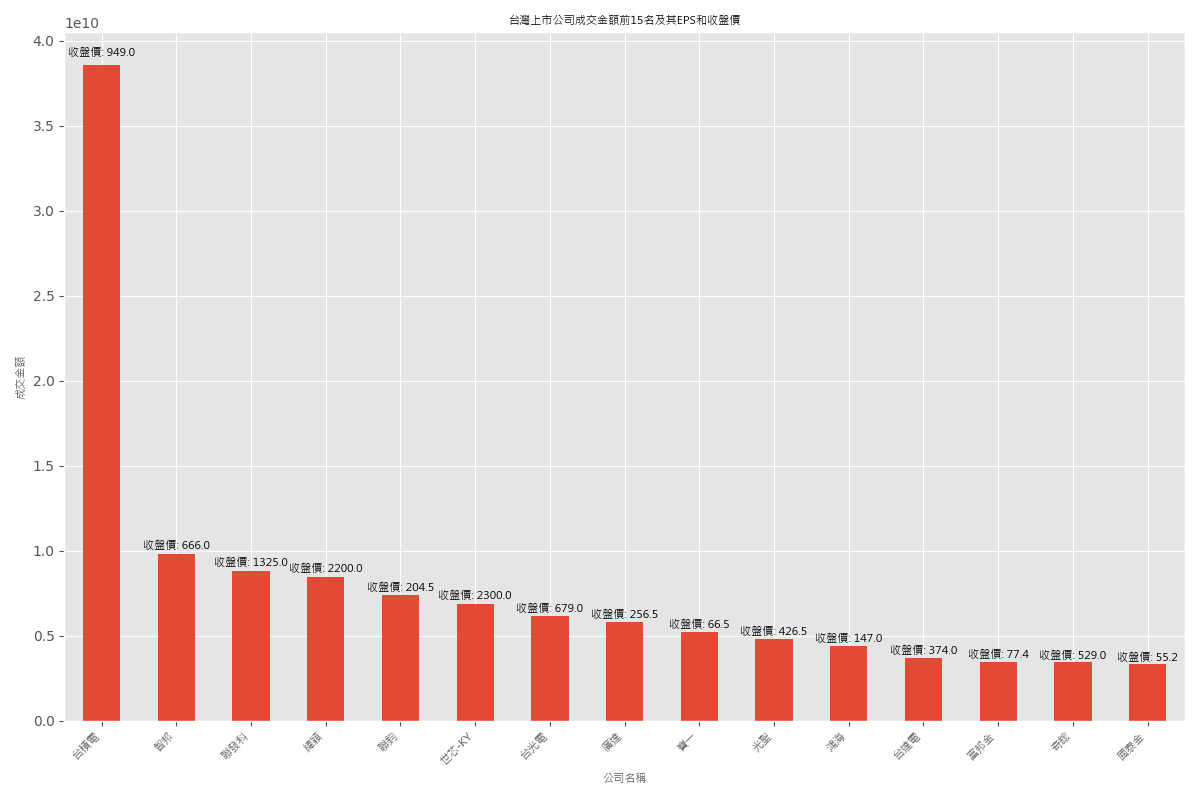 台灣上市公司成交金額前15名及其EPS和收盤價
1e10
4.0
3.5
3.0
2.5
2.0
1.5
1.0
0.5
0.0
成交金額
收盤價: 949.0
收盤價: 666.0
收盤價: 1325.0
收盤價: 2200.0
收盤價: 204.5
收盤價: 2300.0
收盤價: 679.0
收盤價: 256.5
收盤價: 66.5
收盤價: 426.5
收盤價: 147.0
收盤價: 374.0
收盤價: 77.4
收盤價: 529.0
收盤價: 55.2
台積電
智邦
聯發科
緯穎
聯鈞
世芯-KY
台光電
廣達
寶一
光聖
鴻海
台達電
富邦金
奇鋐
國泰金
公司名稱